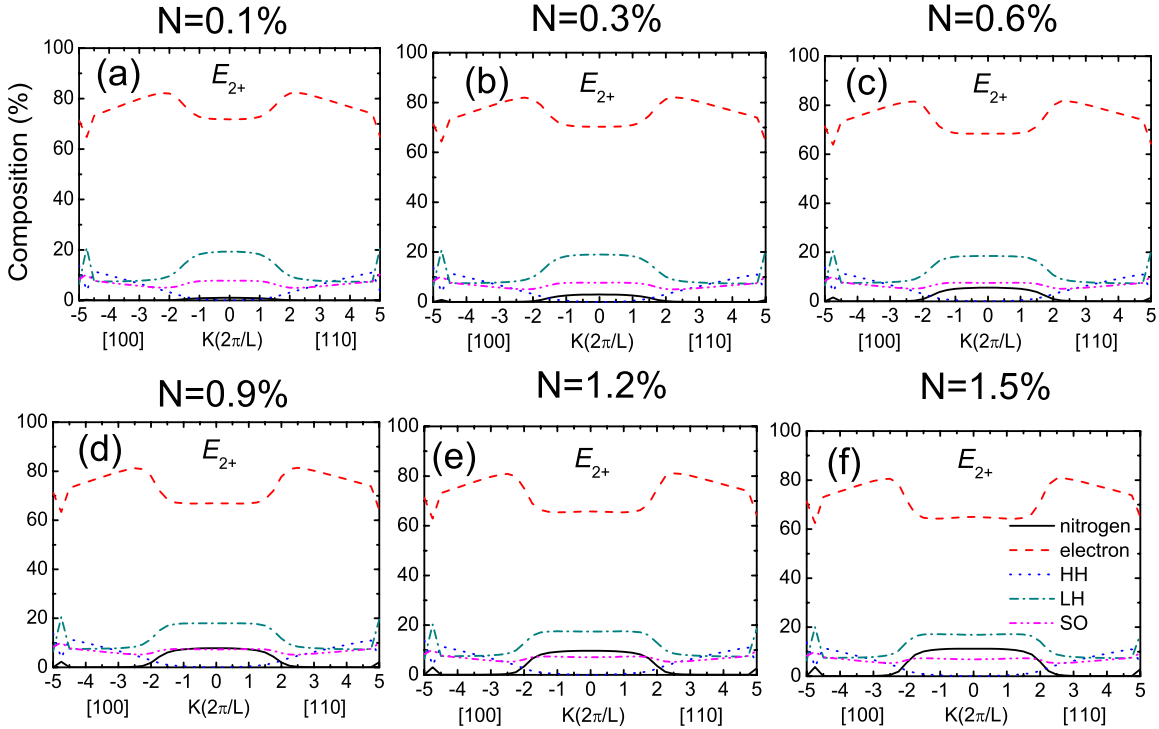 N=0.1% N=0.3% N=0.6%
100 100 100
(a) E2+ (b) E2+ (c) E2+
80 80 80
60 60 60
40 40 40
20 20 20
0 0 0
Composition (%)
-5 -4 -3 -2 -1 0 1 2 3 4 5 -5 -4 -3 -2 -1 0 1 2 3 4 5 -5 -4 -3 -2 -1 0 1 2 3 4 5
[100] K(2π/L) [110] [100] K(2π/L) [110] [100] K(2π/L) [110]
N=0.9% N=1.2% N=1.5%
100 100 100
(d) E2+ (e) E2+ (f) E2+
80 80 80
60 60 60
nitrogen
electron
40 40 40
HH
LH
20 20 20
SO
0 0 0
-5 -4 -3 -2 -1 0 1 2 3 4 5 -5 -4 -3 -2 -1 0 1 2 3 4 5 -5 -4 -3 -2 -1 0 1 2 3 4 5
[100] K(2π/L) [110] [100] K(2π/L) [110] [100] K(2π/L) [110]